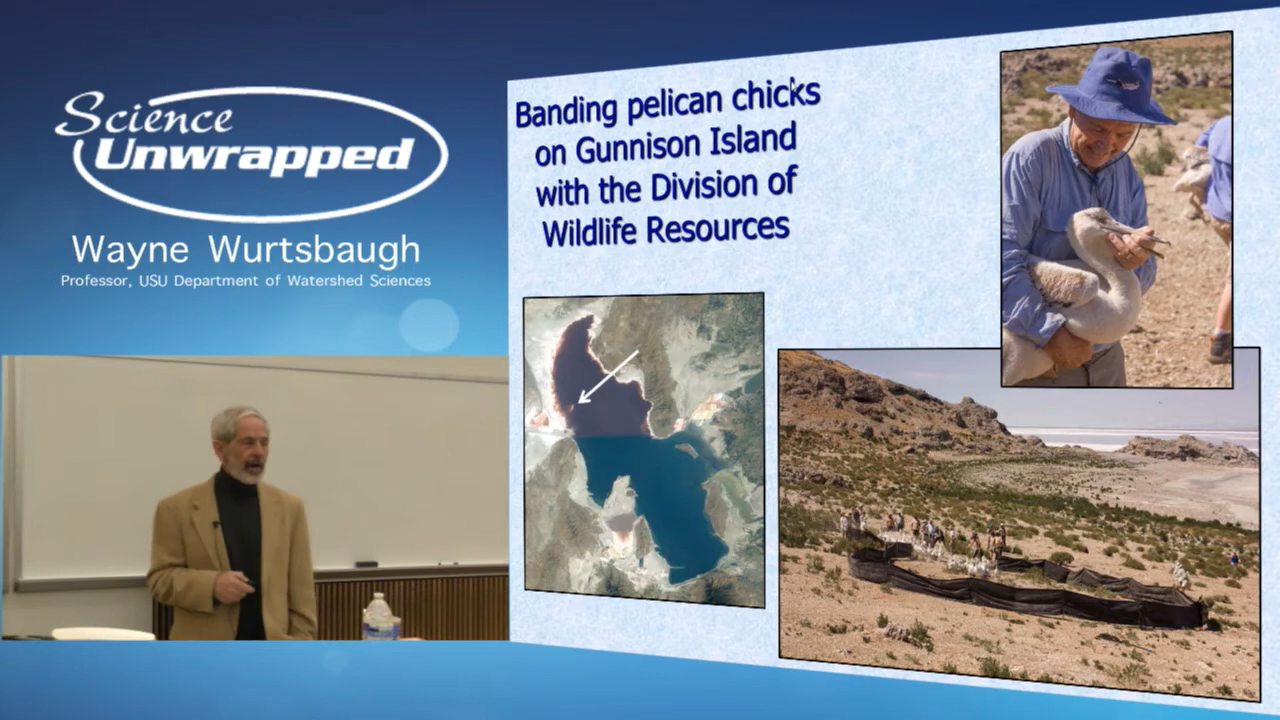 Science
Unwrapped
Wayne Wurtsbaugh
Professor, USU Department of Watershed Sciences
Banding pelican chicks
on Gunnison Island
with the Division of
Wildlife Resources